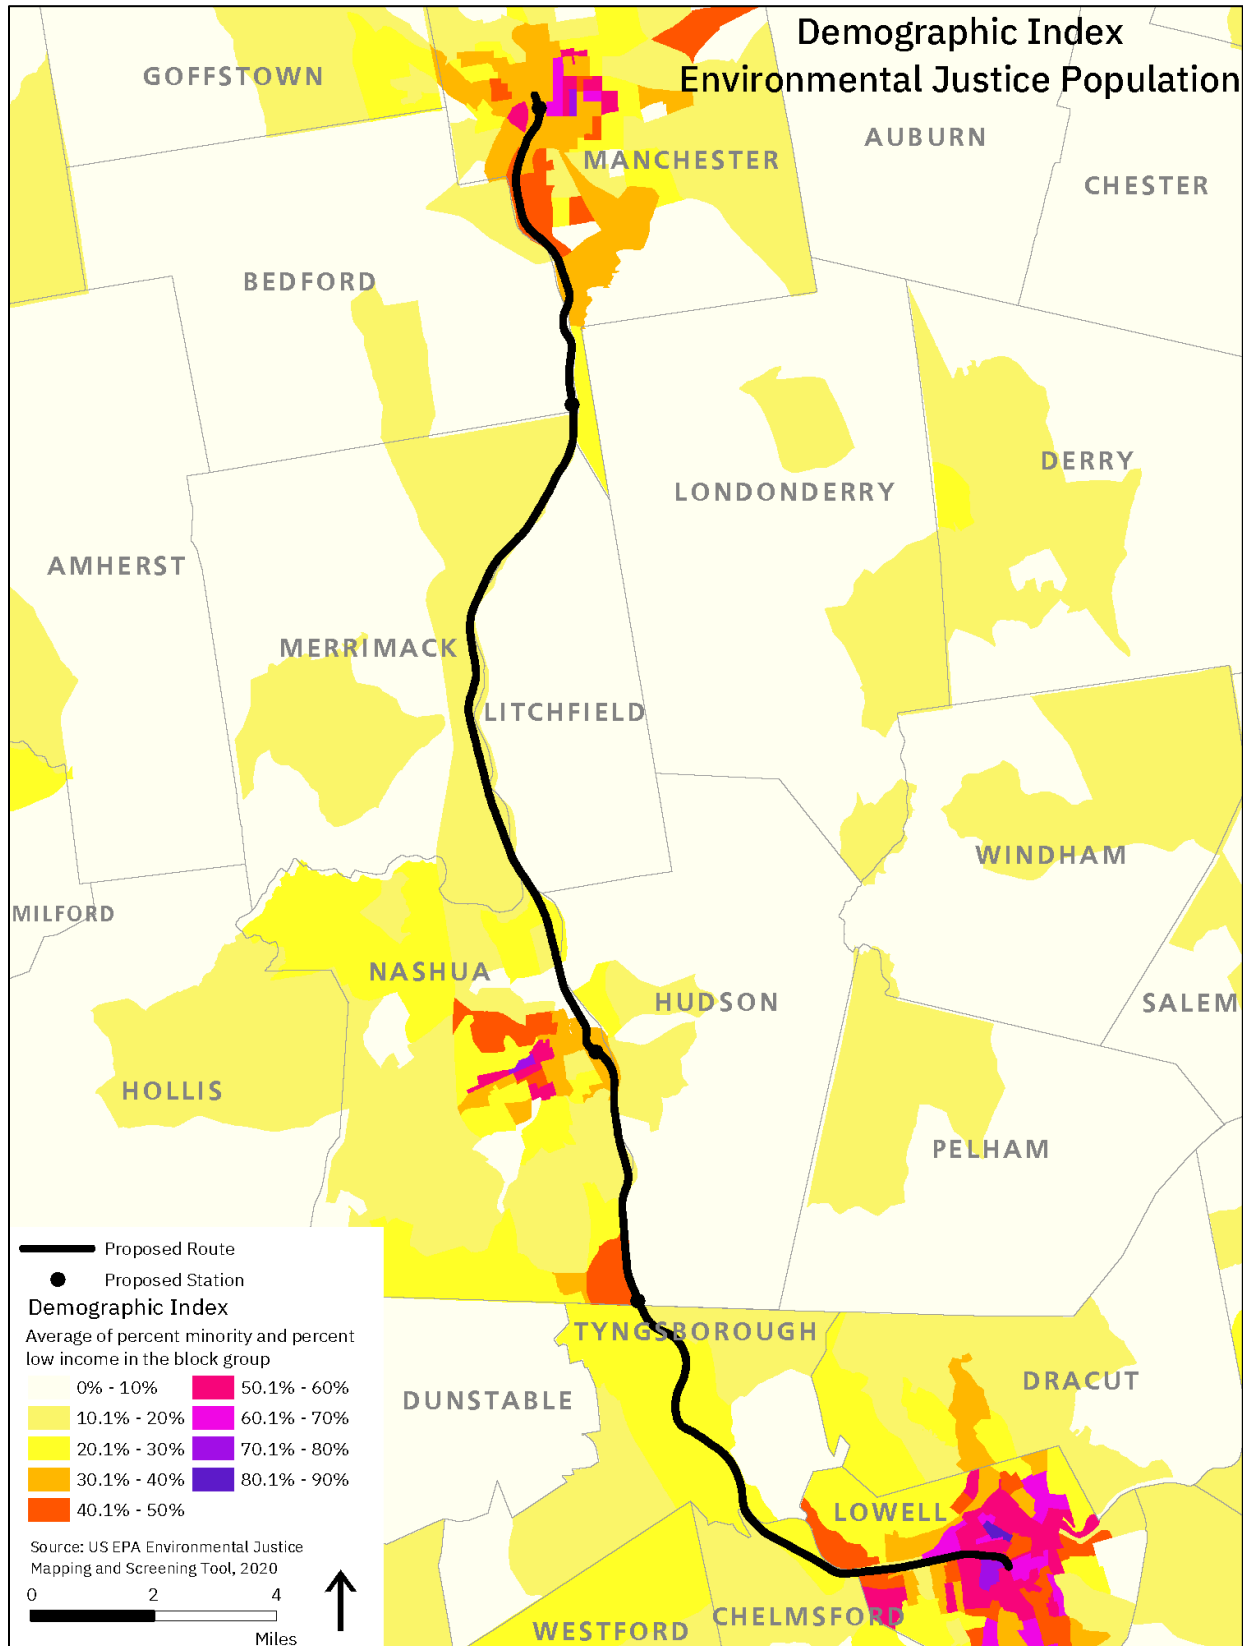 Demographic Index
Environmental Justice Population
GOFFSTOWN
AUBURN
MANCHESTER
CHESTER
BEDFORD
DERRY
LONDONDERRY
AMHERST
MERRIMACK
LITCHFIELD
WINDHAM
MILFORD
NASHUA
HUDSON
SALEM
HOLLIS
PELHAM
TYNGSBOROUGH
DRACUT
DUNSTABLE
LOWELL
CHELMSFORD
WESTFORD
Proposed Route
Proposed Station
Demographic Index
Average of percent minority and percent
low income in the block group
0% - 10%
10.1% - 20%
20.1% - 30%
30.1% - 40%
40.1% - 50%
50.1% - 60%
60.1% - 70%
70.1% - 80%
80.1% - 90%
Source: US EPA Environmental Justice
Mapping and Screening Tool, 2020
0 2 4
Miles